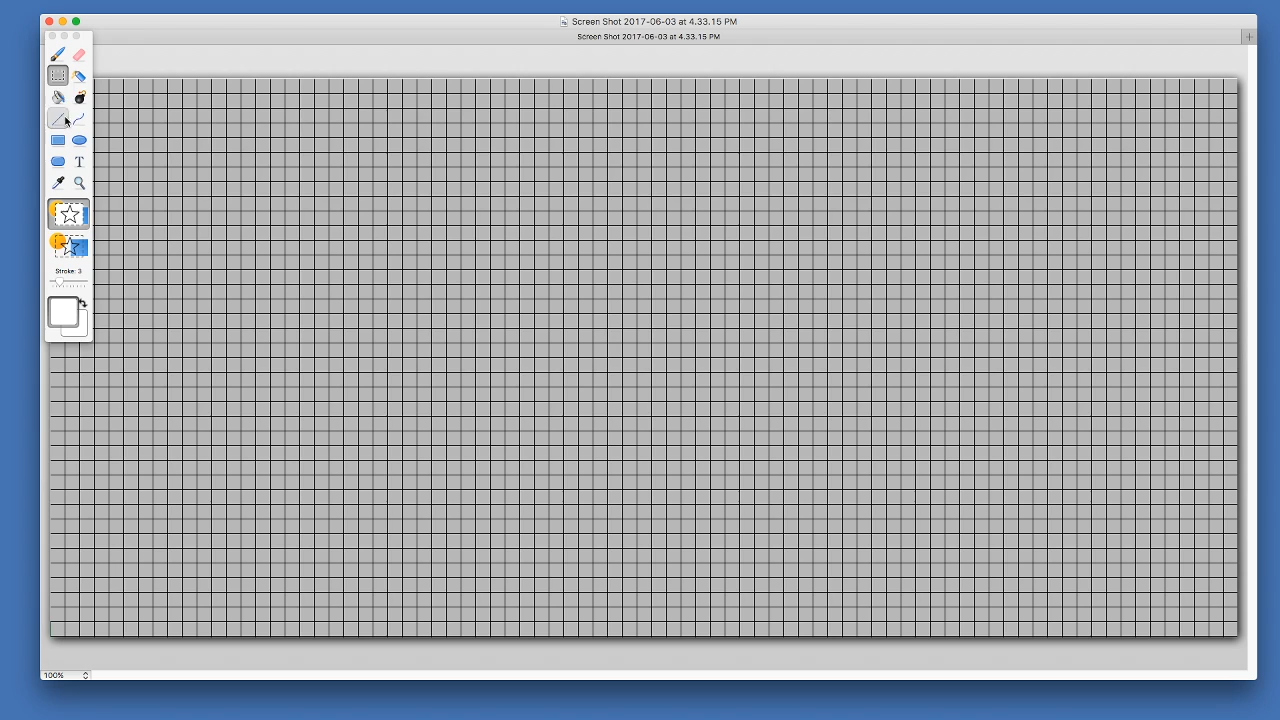 Screen Shot 2017-06-03 at 4.33.15 PM
Screen Shot 2017-06-03 at 4.33.15 PM
T
Stroke: 3
100%